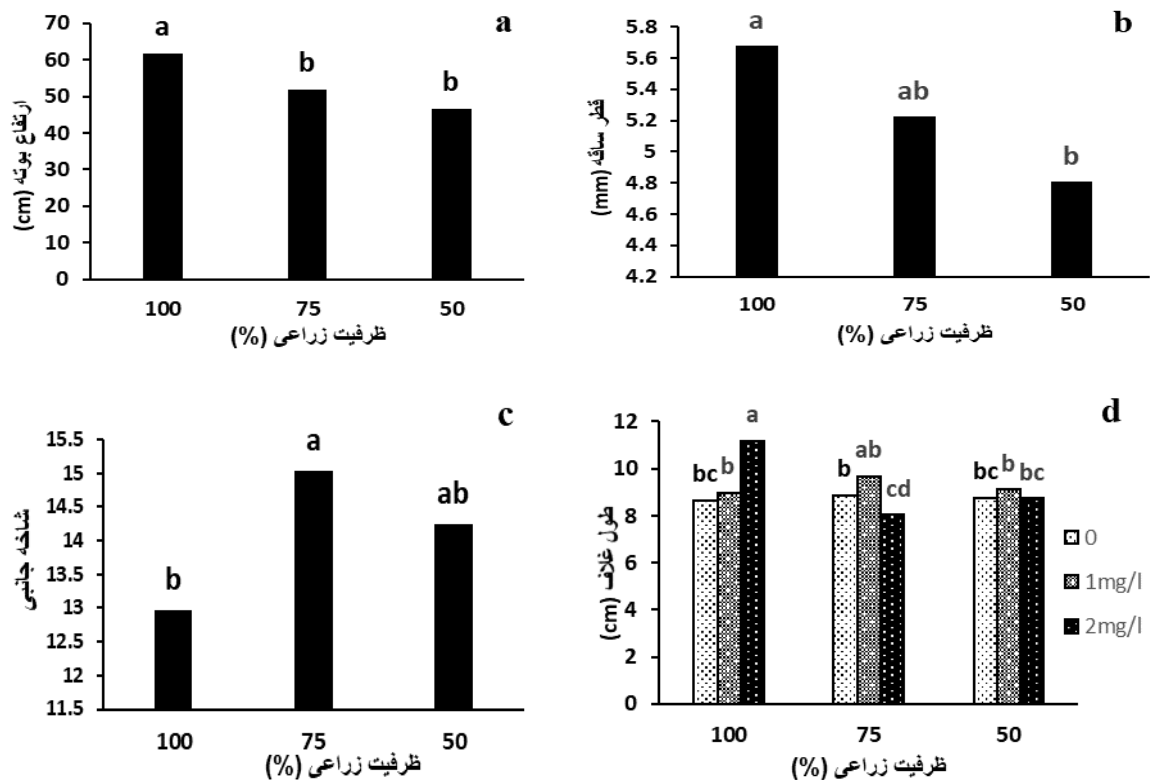 a
ارتفاع بوته (cm)
70
60
50
40
30
20
10
0
a
b
b
100 75 50
ظرفیت زراعی (%)
b
قطر ساقه (mm)
5.8
5.6
5.4
5.2
5
4.8
4.6
4.4
4.2
a
ab
b
100 75 50
ظرفیت زراعی (%)
c
شاخه جانبی
15.5
15
14.5
14
13.5
13
12.5
12
11.5
b
a
ab
100 75 50
ظرفیت زراعی (%)
d
طول غلاف (cm)
12
10
8
6
4
2
0
bc b a
b ab cd
bc b bc
100 75 50
ظرفیت زراعی (%)
0
1mg/l
2mg/l